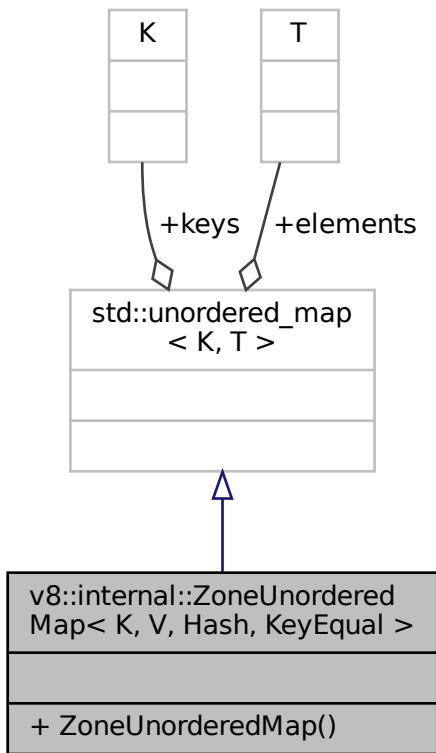 K
T
+keys
+elements
std::unordered_map
< K, T >
v8::internal::ZoneUnordered
Map< K, V, Hash, KeyEqual >
+ ZoneUnorderedMap()